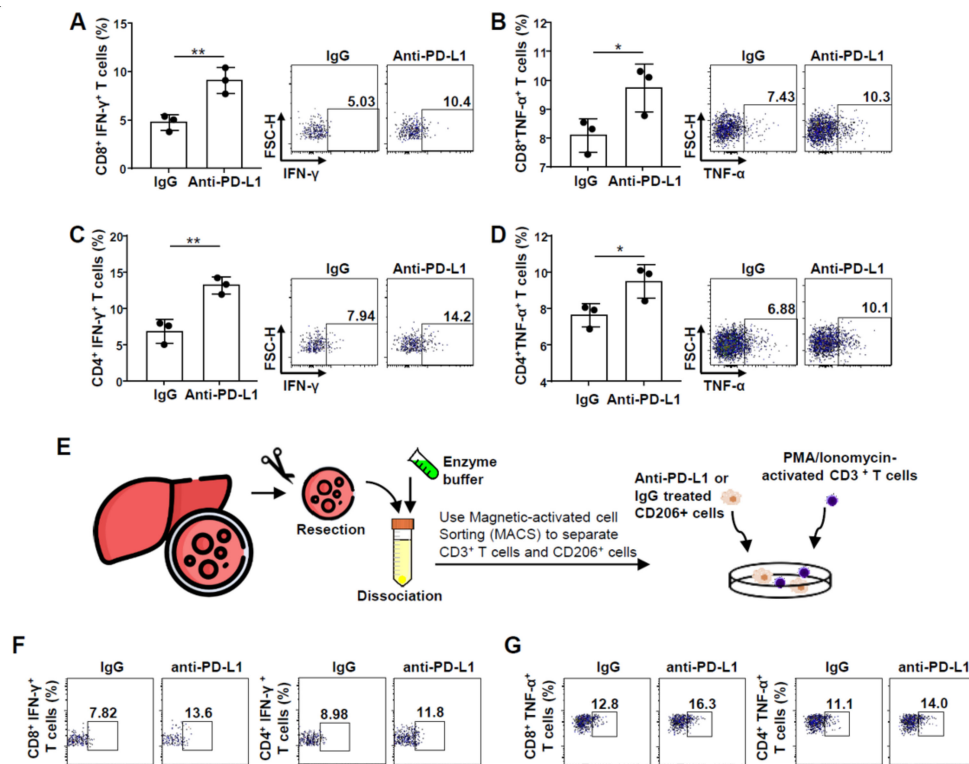 A
CD8⁺ IFN-γ⁺ T cells (%)
15
10
5
0
**
IgG Anti-PD-L1
IgG Anti-PD-L1
5.03 10.4
FSC-H
IFN-γ
B
CD8⁺TNF-α⁺ T cells (%)
12
11
10
9
8
7
*
IgG Anti-PD-L1
IgG Anti-PD-L1
7.43 10.3
FSC-H
TNF-α
C
CD4⁺ IFN-γ⁺ T cells (%)
20
15
10
5
0
**
IgG Anti-PD-L1
IgG Anti-PD-L1
7.94 14.2
FSC-H
IFN-γ
D
CD4⁺TNF-α⁺ T cells (%)
12
10
8
6
4
*
IgG Anti-PD-L1
IgG Anti-PD-L1
6.88 10.1
FSC-H
TNF-α
E
Resection
Enzyme
buffer
Dissociation
Use Magnetic-activated cell
Sorting (MACS) to separate
CD3⁺ T cells and CD206⁺ cells
Anti-PD-L1 or
IgG treated
CD206+ cells
PMA/Ionomycin-
activated CD3 ⁺ T cells
F
CD8⁺ IFN-γ⁺
T cells (%)
IgG anti-PD-L1
7.82 13.6
CD4⁺ IFN-γ⁺
T cells (%)
IgG anti-PD-L1
8.98 11.8
G
CD8⁺ TNF-α⁺
T cells (%)
IgG anti-PD-L1
12.8 16.3
CD4⁺ TNF-α⁺
T cells (%)
IgG anti-PD-L1
11.1 14.0